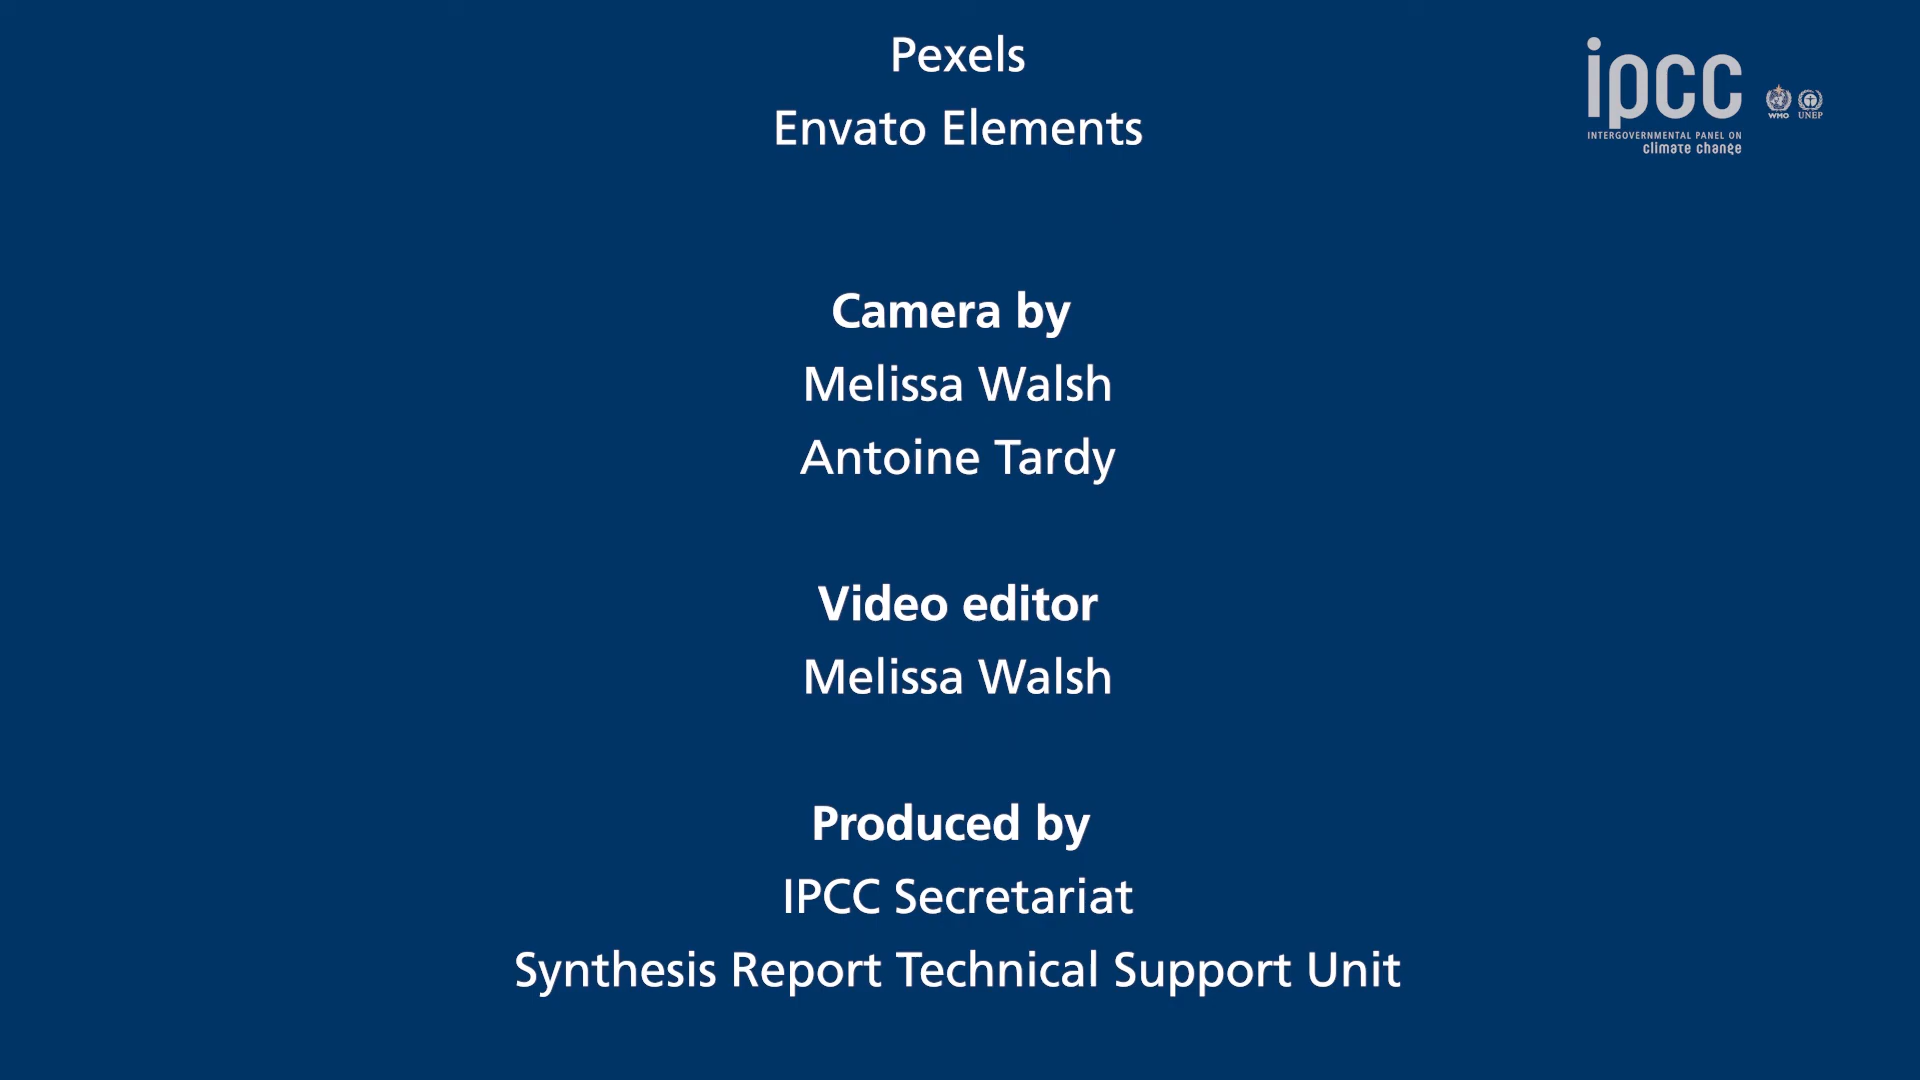 Pexels
Envato Elements
ipcc
INTERGOVERNMENTAL PANEL ON
climate change
WMO
UNEP
Camera by
Melissa Walsh
Antoine Tardy
Video editor
Melissa Walsh
Produced by
IPCC Secretariat
Synthesis Report Technical Support Unit